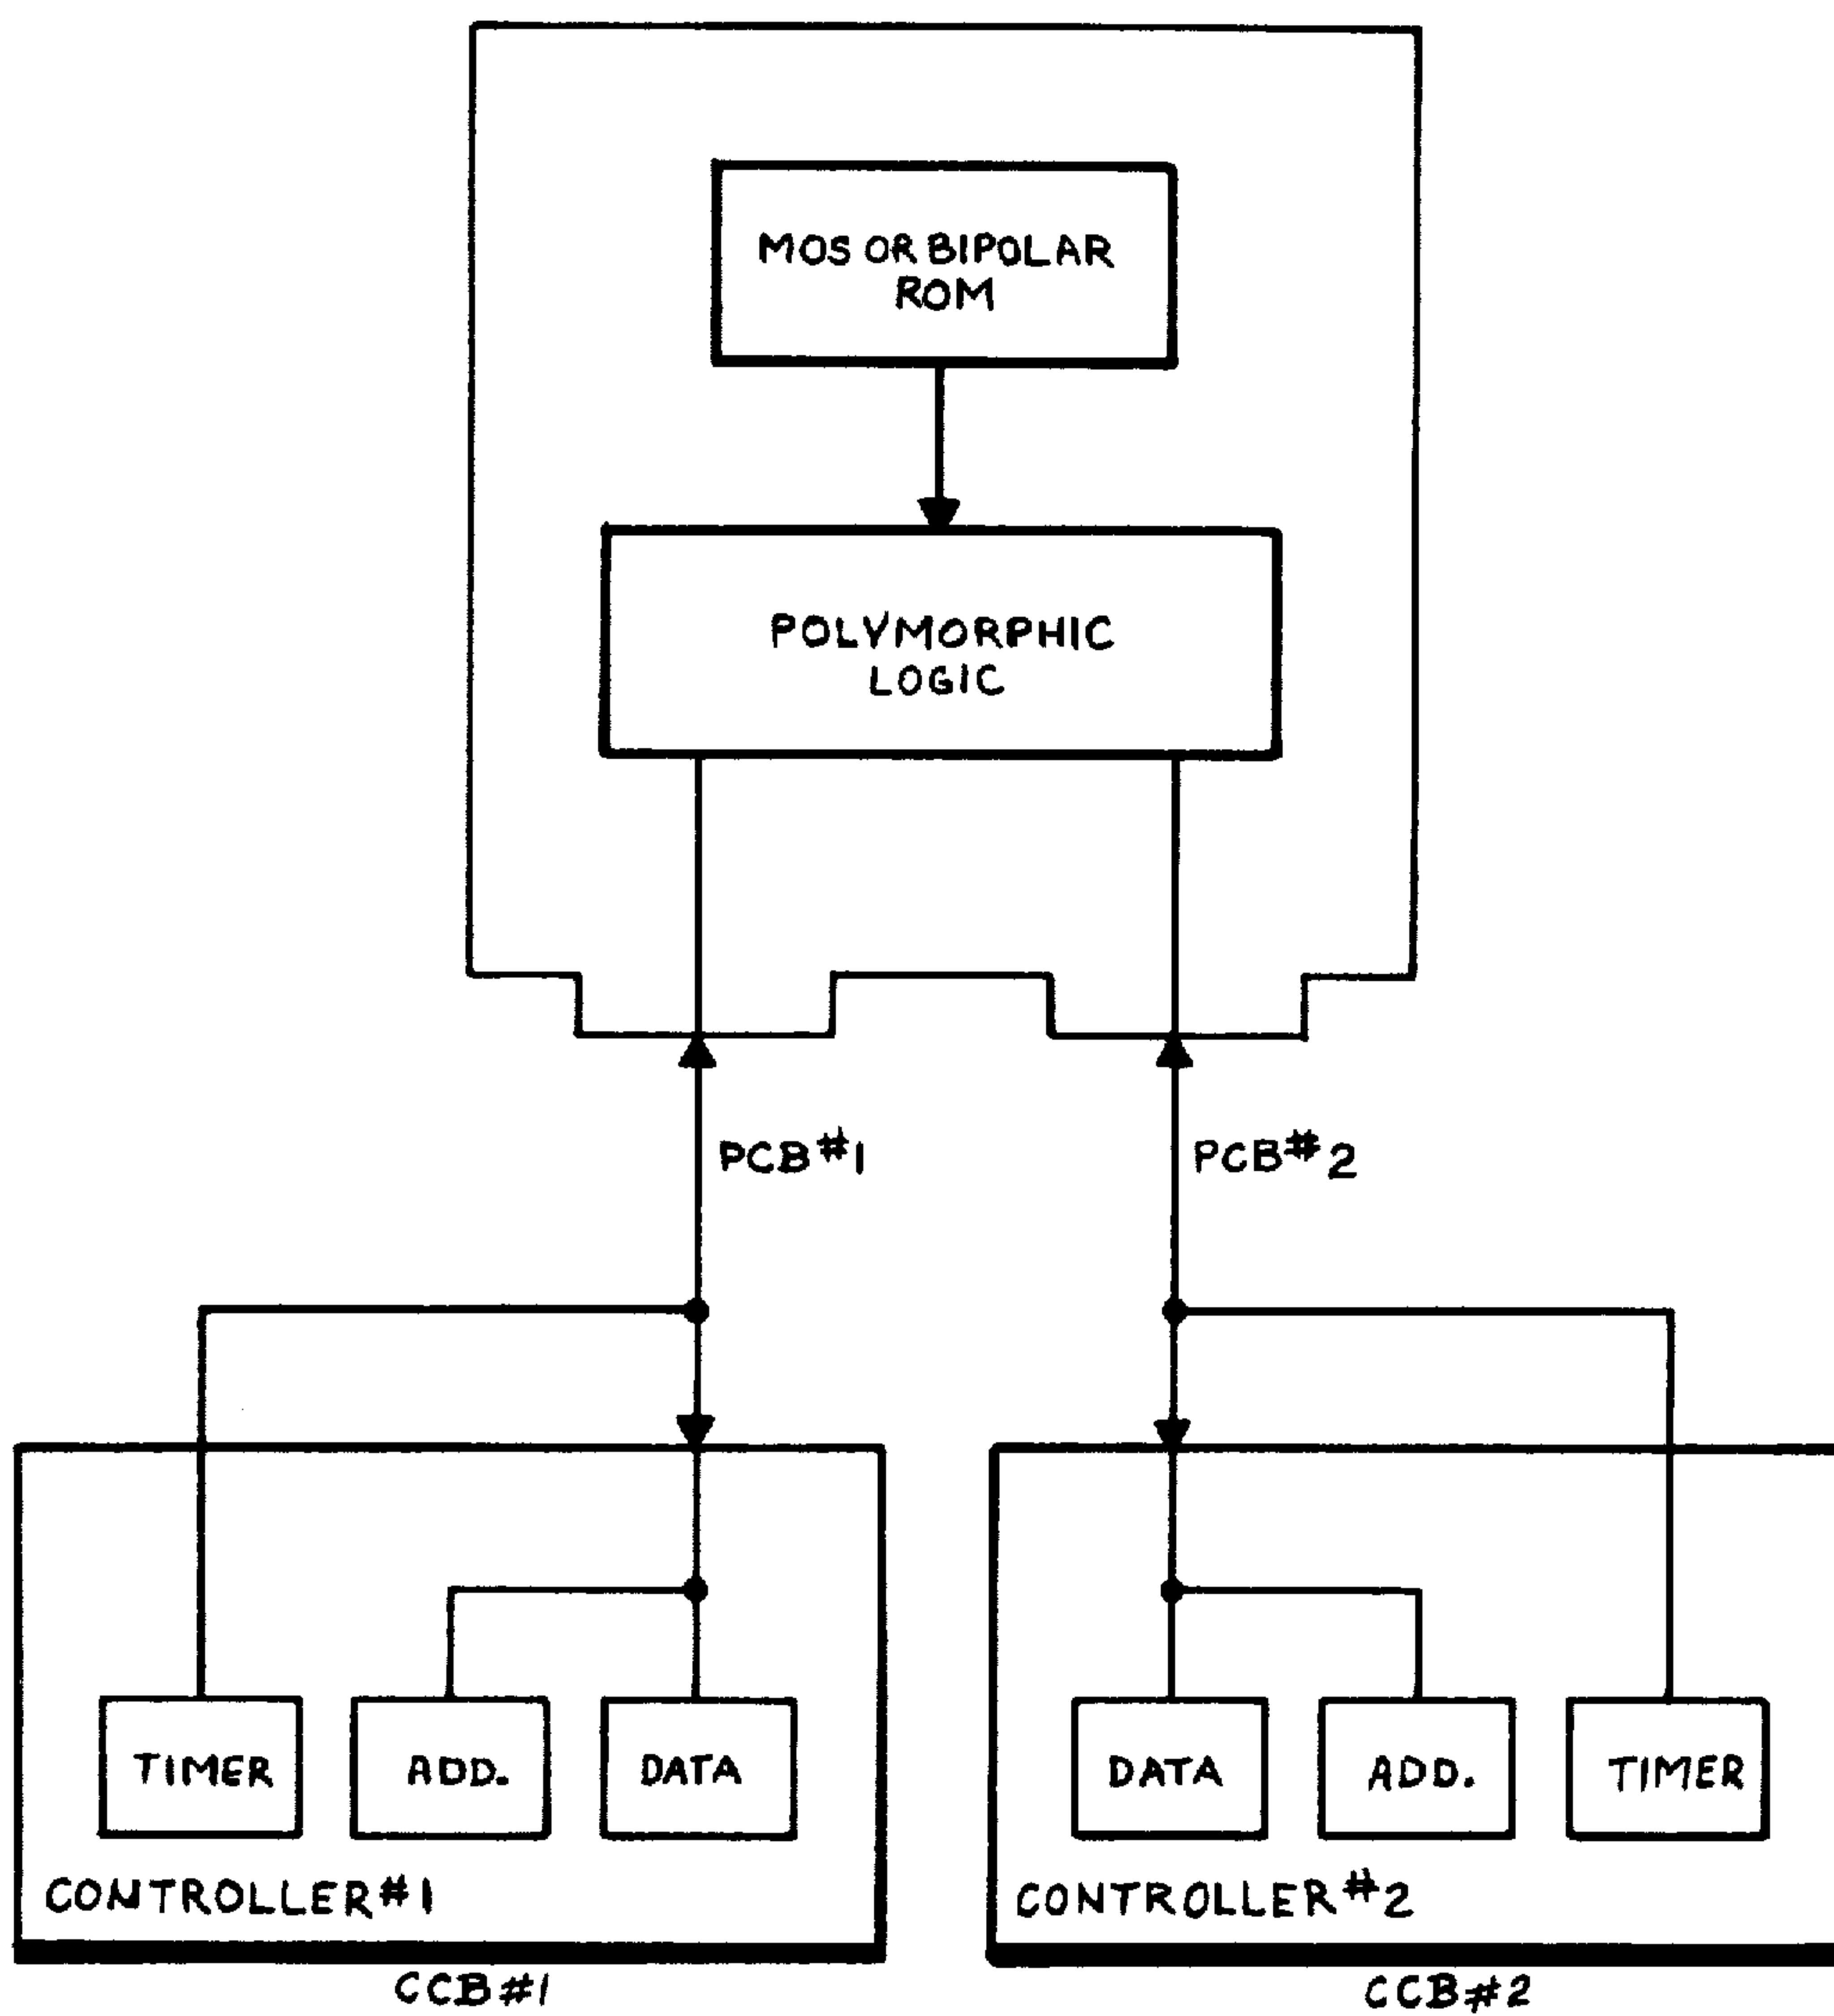 MOS OR BIPOLAR
ROM
POLYMORPHIC
LOGIC
PCB#1
PCB#2
TIMER
ADD.
DATA
DATA
ADD.
TIMER
CONTROLLER#1
CONTROLLER#2
CCB#1
CCB#2